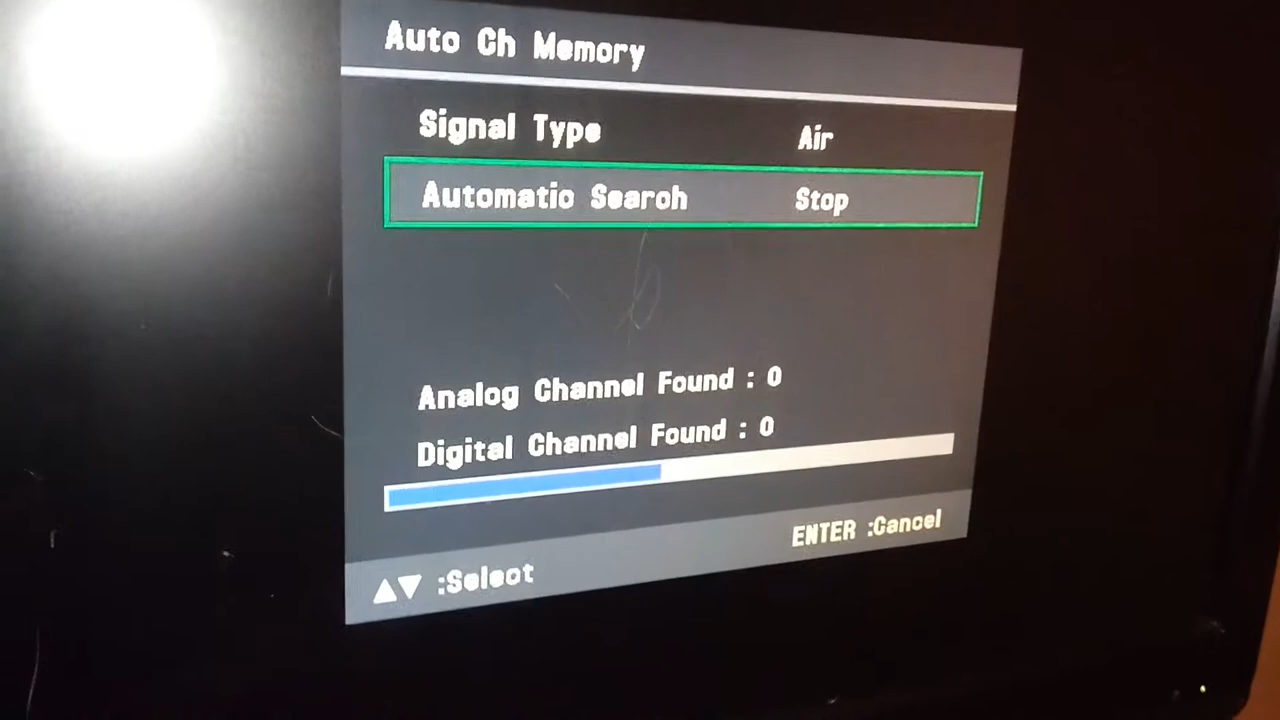 Auto Ch Memory
Signal Type Air
Automatic Search Stop
Analog Channel Found : 0
Digital Channel Found : 0
ENTER :Cancel
▲▼ :Select